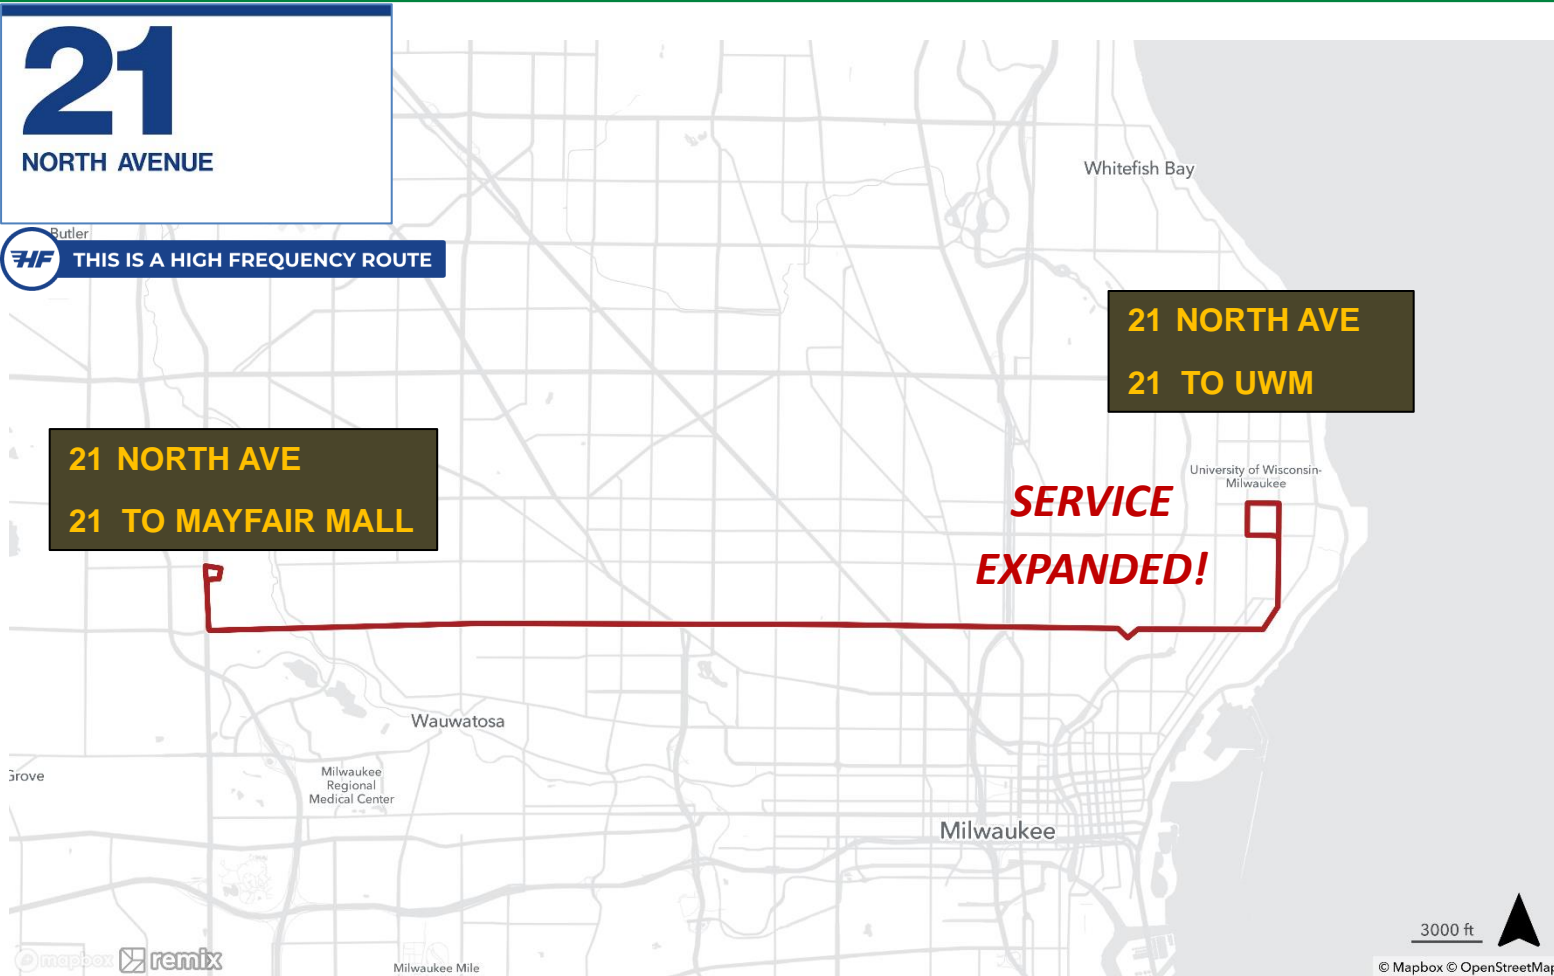 21
NORTH AVENUE
Butler
HF
THIS IS A HIGH FREQUENCY ROUTE
Whitefish Bay
21 NORTH AVE
21 TO UWM
21 NORTH AVE
21 TO MAYFAIR MALL
University of Wisconsin-
Milwaukee
SERVICE
EXPANDED!
Wauwatosa
Grove
Milwaukee
Regional
Medical Center
Milwaukee
3000 ft
mapbox
remix
Milwaukee Mile
© Mapbox © OpenStreetMap